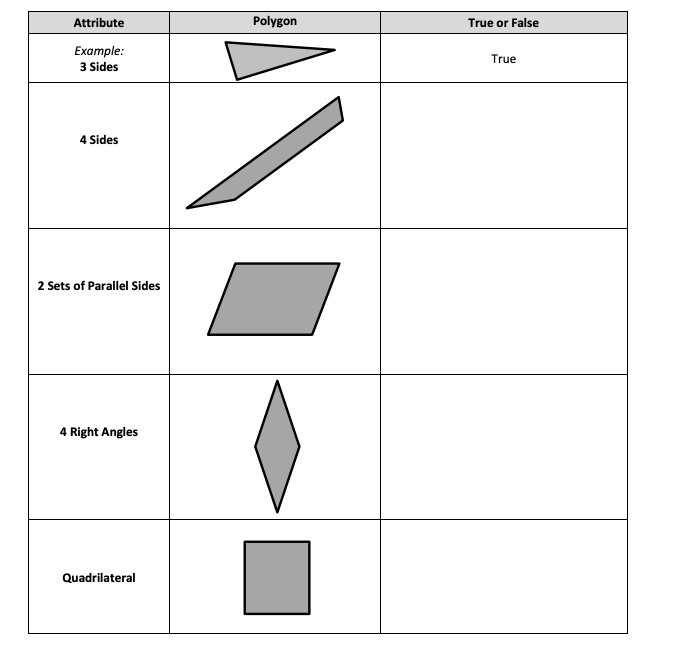 Attribute Polygon True or False
Example:
3 Sides
True
4 Sides
2 Sets of Parallel Sides
4 Right Angles
Quadrilateral